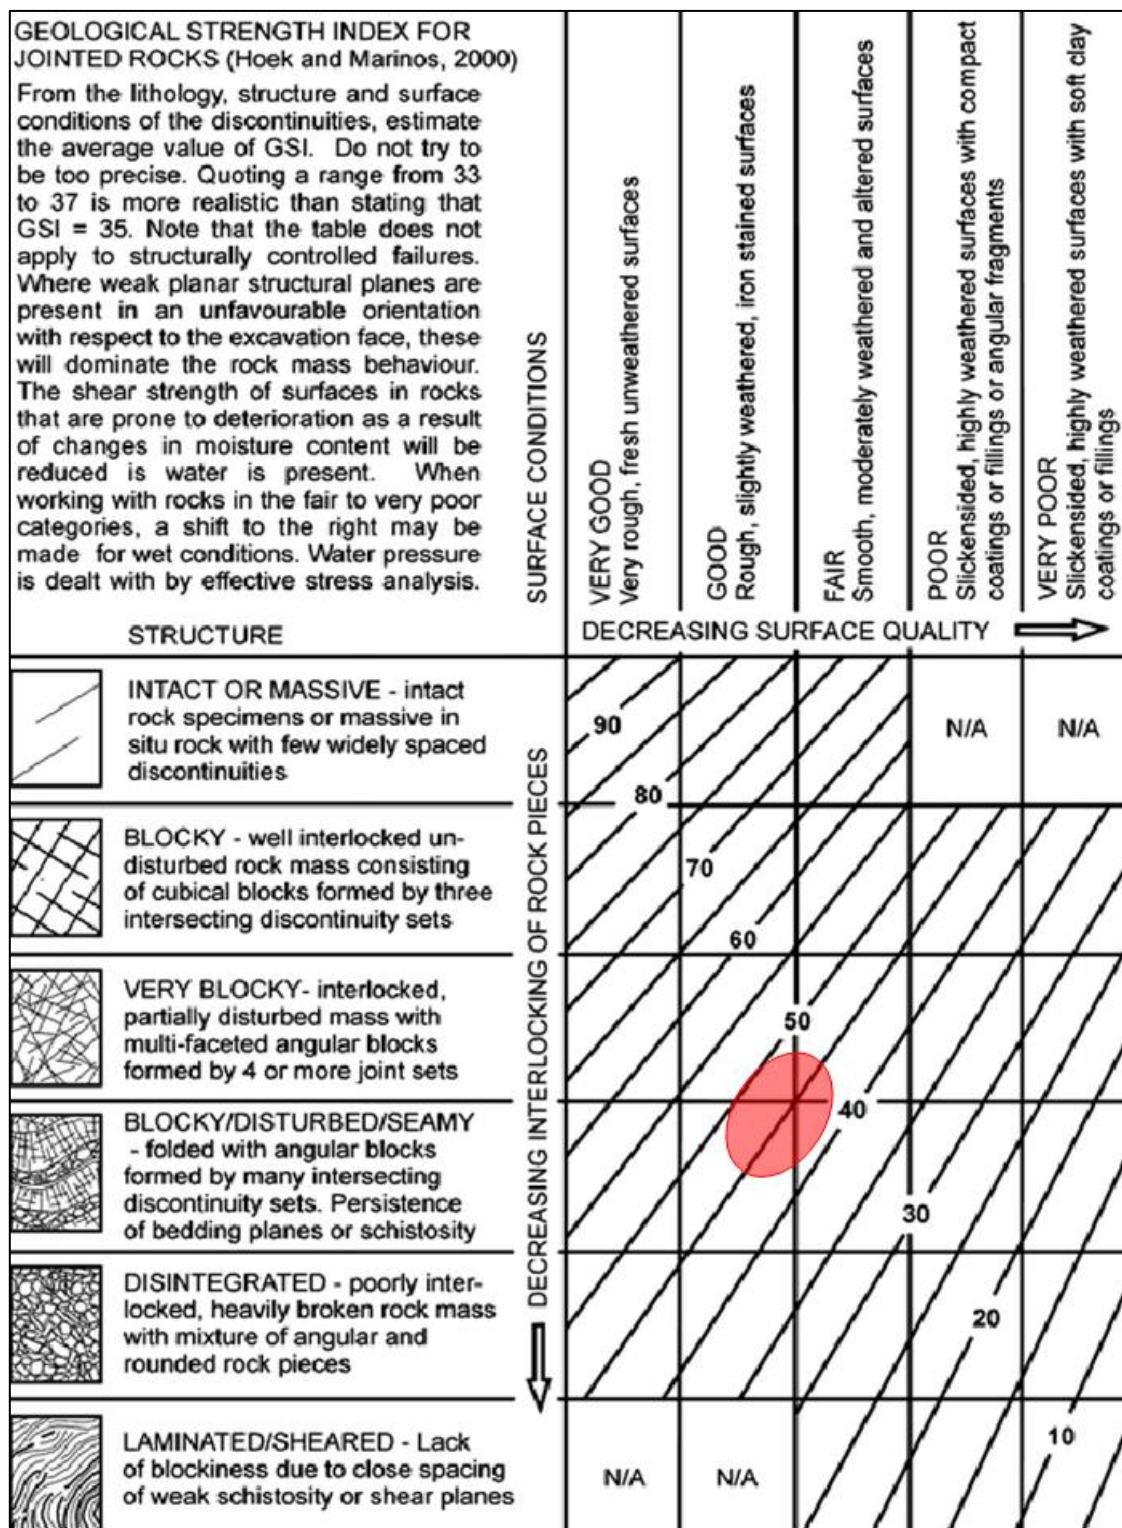 GEOLOGICAL STRENGTH INDEX FOR
JOINTED ROCKS (Hoek and Marinos, 2000)
From the lithology, structure and surface
conditions of the discontinuities, estimate
the average value of GSI. Do not try to
be too precise. Quoting a range from 33
to 37 is more realistic than stating that
GSI = 35. Note that the table does not
apply to structurally controlled failures.
Where weak planar structural planes are
present in an unfavourable orientation
with respect to the excavation face, these
will dominate the rock mass behaviour.
The shear strength of surfaces in rocks
that are prone to deterioration as a result
of changes in moisture content will be
reduced is water is present. When
working with rocks in the fair to very poor
categories, a shift to the right may be
made for wet conditions. Water pressure
is dealt with by effective stress analysis.
SURFACE CONDITIONS
VERY GOOD
Very rough, fresh unweathered surfaces
GOOD
Rough, slightly weathered, iron stained surfaces
FAIR
Smooth, moderately weathered and altered surfaces
POOR
Slickensided, highly weathered surfaces with compact
coatings or fillings or angular fragments
VERY POOR
Slickensided, highly weathered surfaces with soft clay
coatings or fillings
STRUCTURE
DECREASING SURFACE QUALITY
DECREASING INTERLOCKING OF ROCK PIECES
INTACT OR MASSIVE - intact
rock specimens or massive in
situ rock with few widely spaced
discontinuities
90
N/A
N/A
80
BLOCKY - well interlocked un-
disturbed rock mass consisting
of cubical blocks formed by three
intersecting discontinuity sets
70
60
VERY BLOCKY- interlocked,
partially disturbed mass with
multi-faceted angular blocks
formed by 4 or more joint sets
50
40
BLOCKY/DISTURBED/SEAMY
- folded with angular blocks
formed by many intersecting
discontinuity sets. Persistence
of bedding planes or schistosity
30
DISINTEGRATED - poorly inter-
locked, heavily broken rock mass
with mixture of angular and
rounded rock pieces
20
LAMINATED/SHEARED - Lack
of blockiness due to close spacing
of weak schistosity or shear planes
N/A
N/A
10